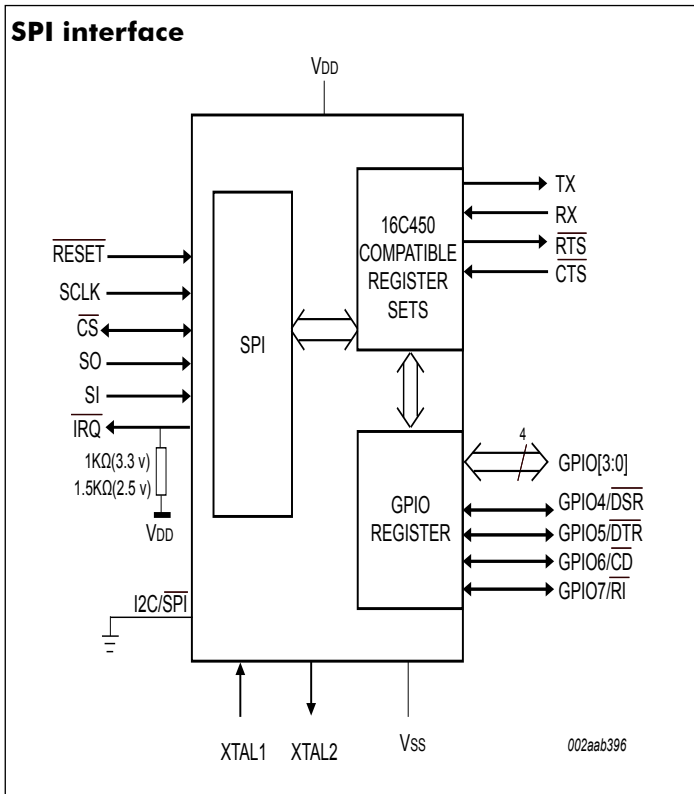 SPI interface
VDD
RESET
SCLK
CS
SO
SI
IRQ
1KΩ(3.3 v)
1.5KΩ(2.5 v)
VDD
I2C/SPI
SPI
16C450
COMPATIBLE
REGISTER
SETS
GPIO
REGISTER
TX
RX
RTS
CTS
4
GPIO[3:0]
GPIO4/DSR
GPIO5/DTR
GPIO6/CD
GPIO7/RI
XTAL1
XTAL2
VSS
002aab396